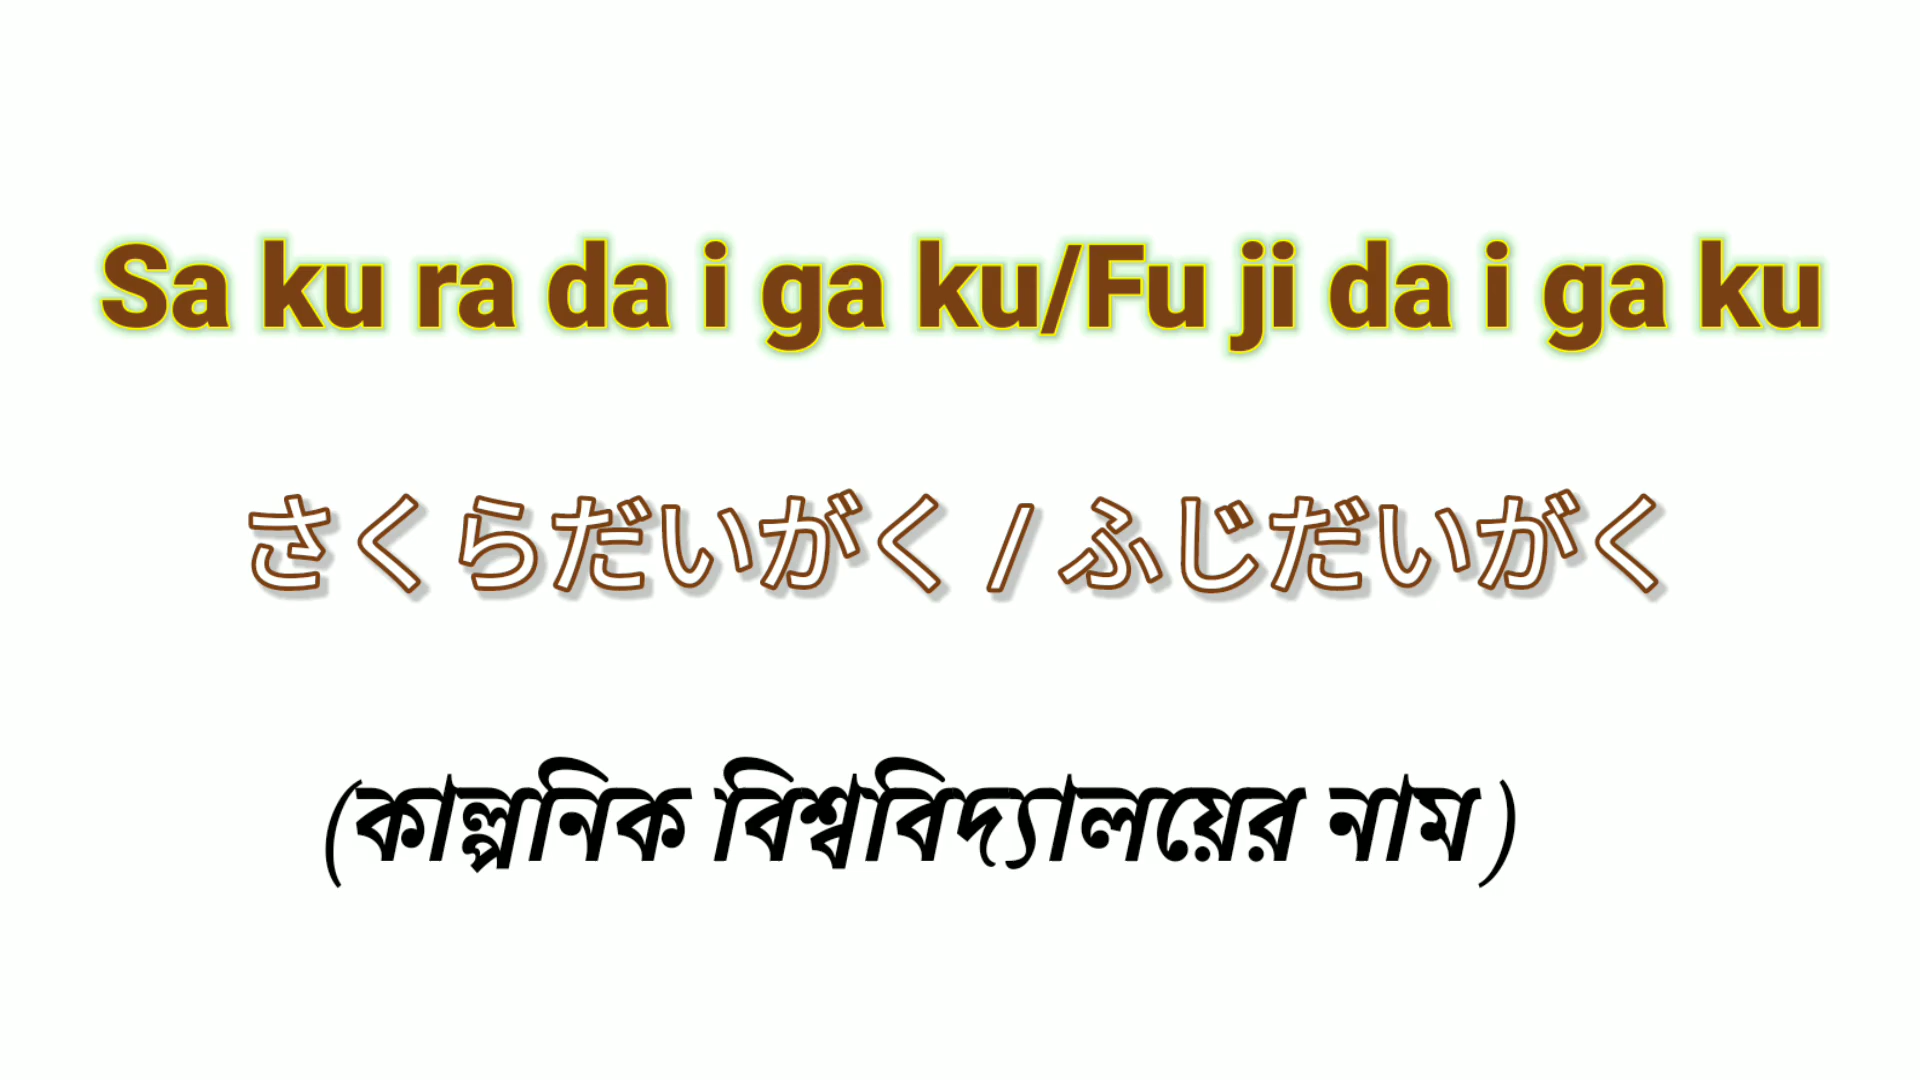 Sa ku ra da i ga ku/Fu ji da i ga ku
さくらだいがく / ふじだいがく
(কাল্পনিক বিশ্ববিদ্যালয়ের নাম)